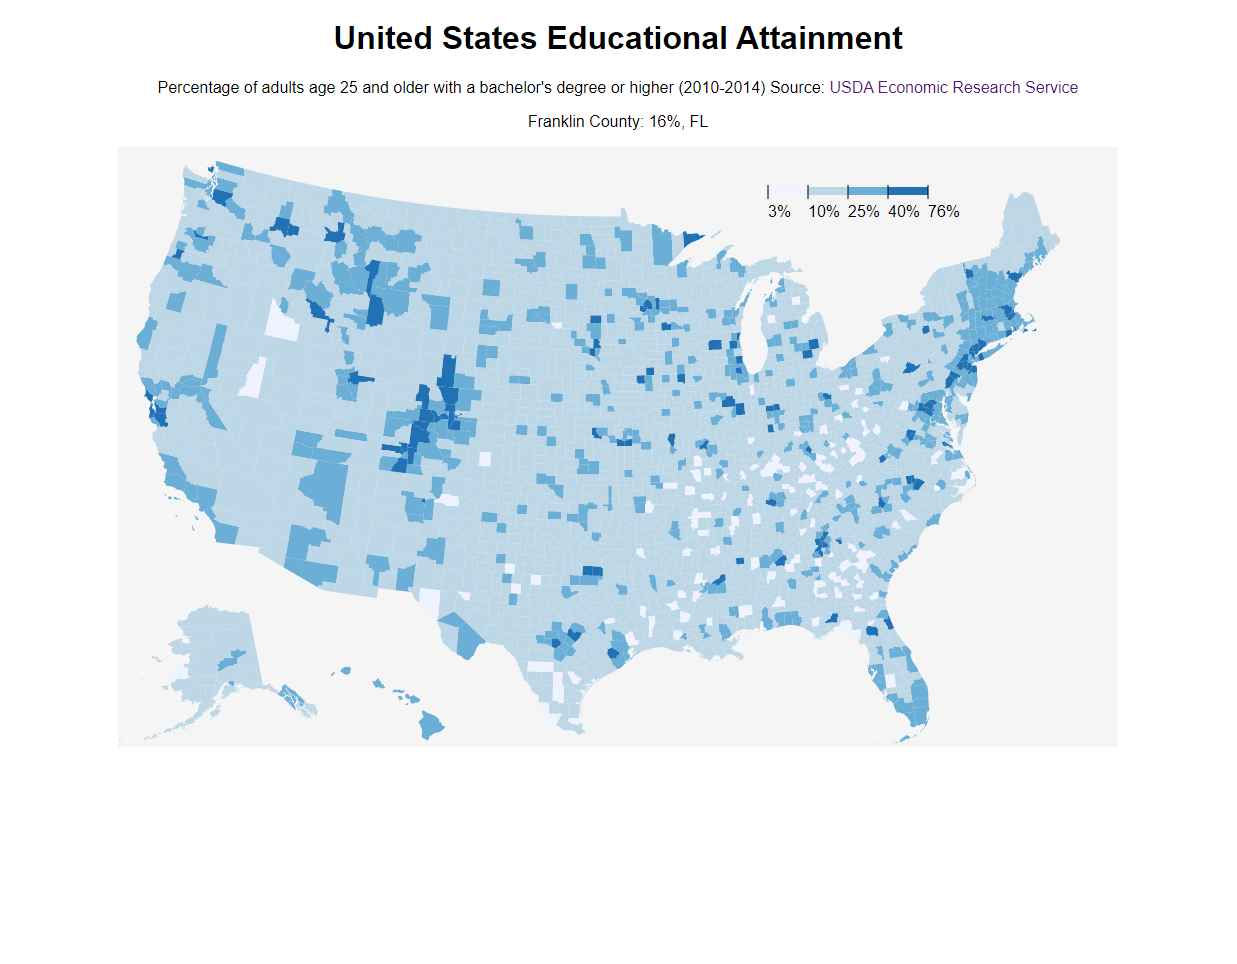 United States Educational Attainment
Percentage of adults age 25 and older with a bachelor's degree or higher (2010-2014) Source: USDA Economic Research Service
Franklin County: 16%, FL
3% 10% 25% 40% 76%